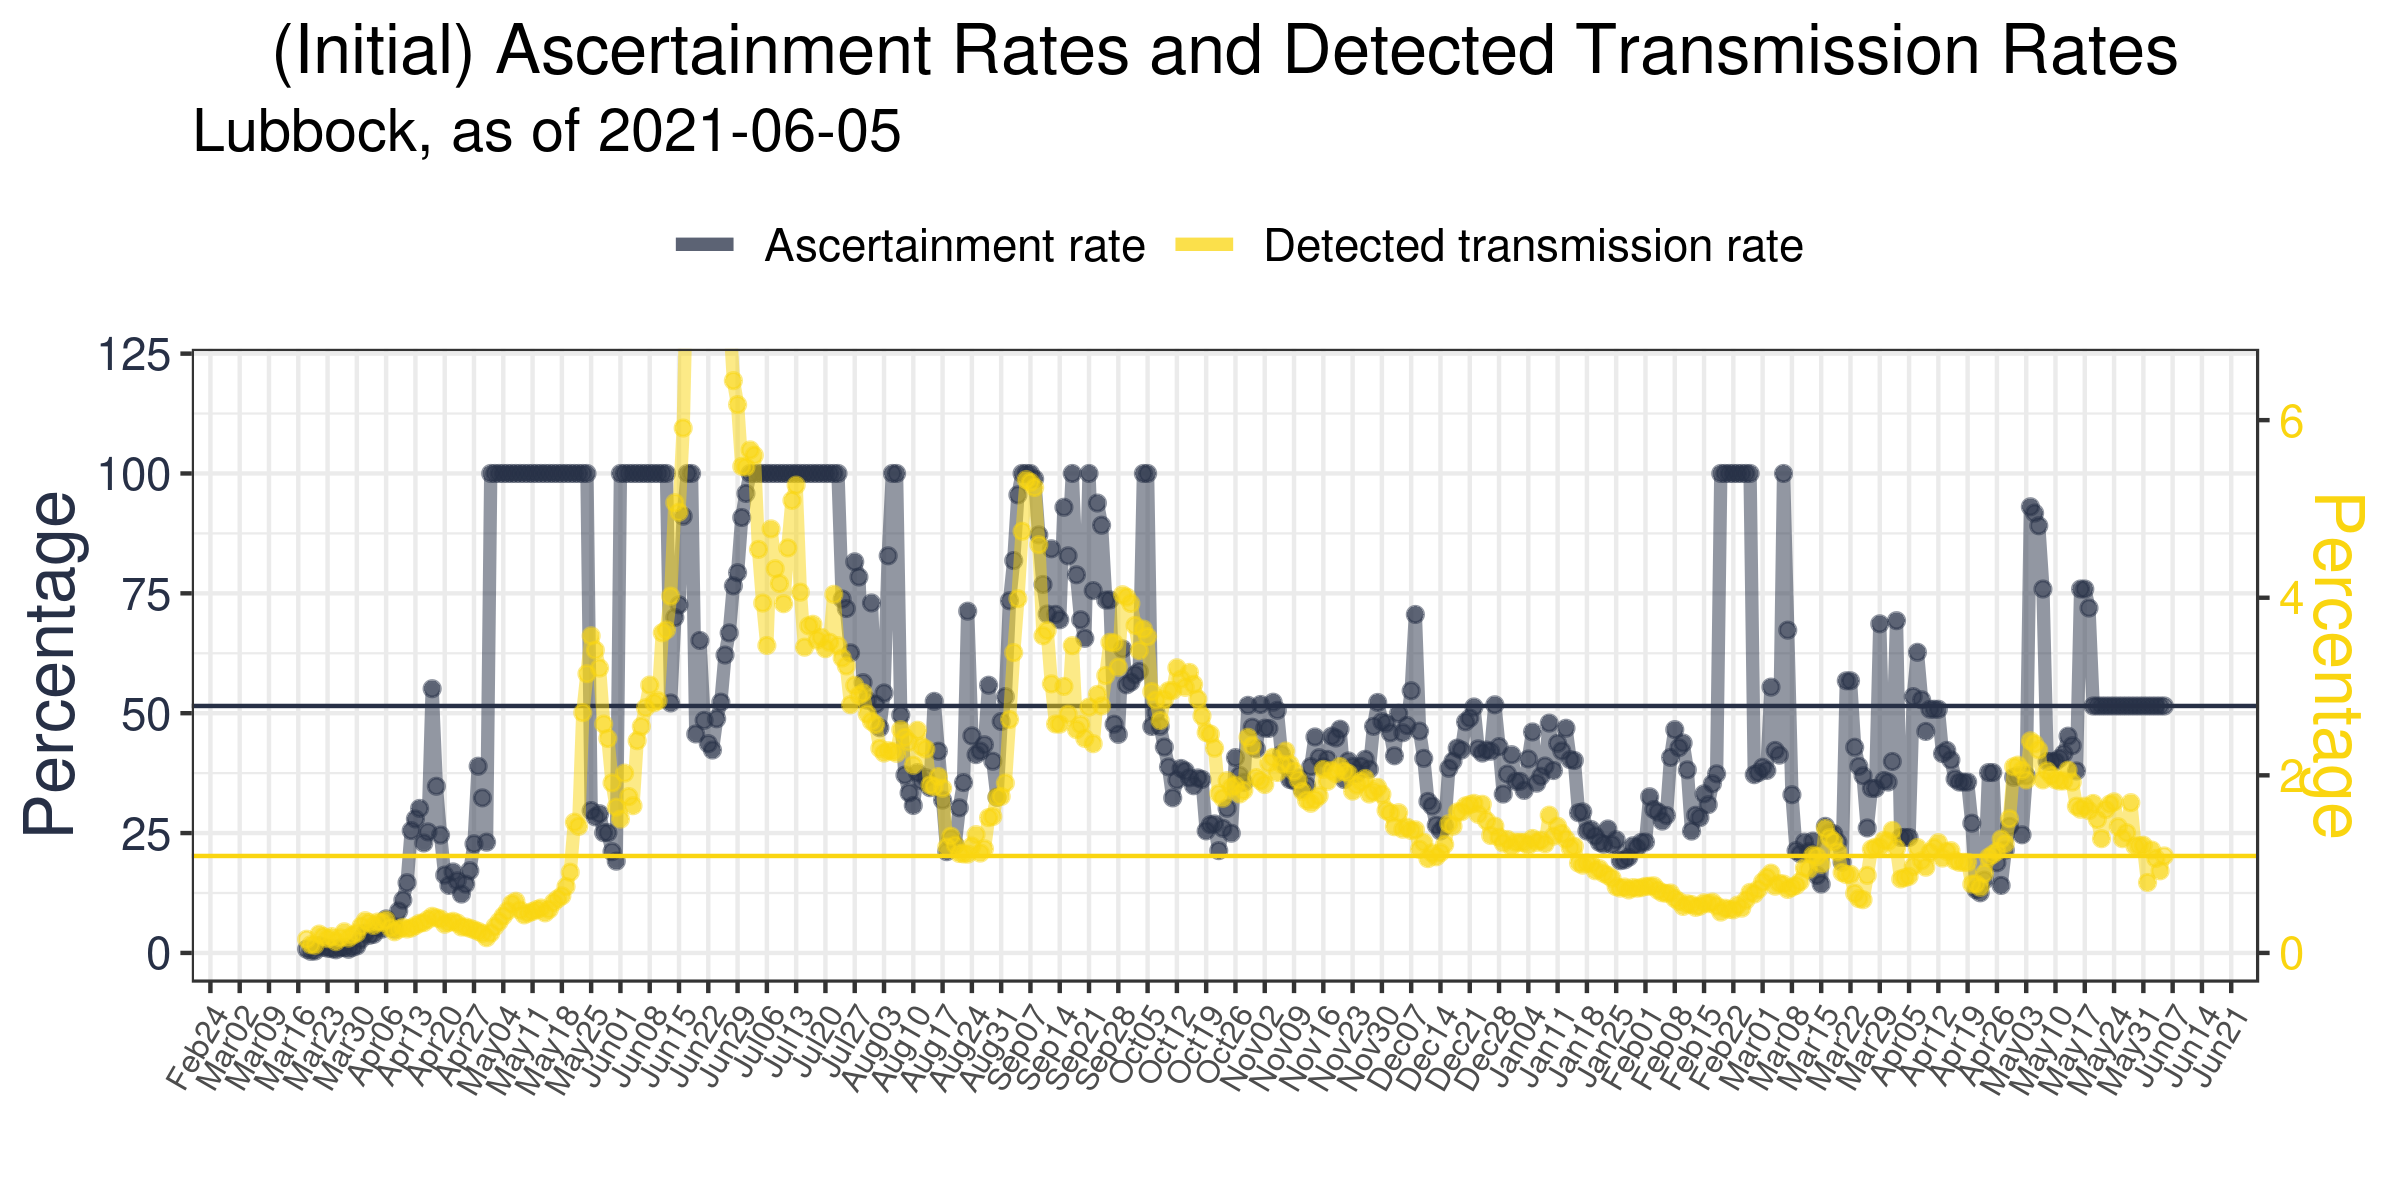 (Initial) Ascertainment Rates and Detected Transmission Rates
Lubbock, as of 2021-06-05
Ascertainment rate
Detected transmission rate
Percentage
125
100
75
50
25
0
6
4
2
0
Percentage
Feb24
Mar02
Mar09
Mar16
Mar23
Mar30
Apr06
Apr13
Apr20
Apr27
May04
May11
May18
May25
Jun01
Jun08
Jun15
Jun22
Jun29
Jul06
Jul13
Jul20
Jul27
Aug03
Aug10
Aug17
Aug24
Aug31
Sep07
Sep14
Sep21
Sep28
Oct05
Oct12
Oct19
Oct26
Nov02
Nov09
Nov16
Nov23
Nov30
Dec07
Dec14
Dec21
Dec28
Jan04
Jan11
Jan18
Jan25
Feb01
Feb08
Feb15
Feb22
Mar01
Mar08
Mar15
Mar22
Mar29
Apr05
Apr12
Apr19
Apr26
May03
May10
May17
May24
May31
Jun07
Jun14
Jun21